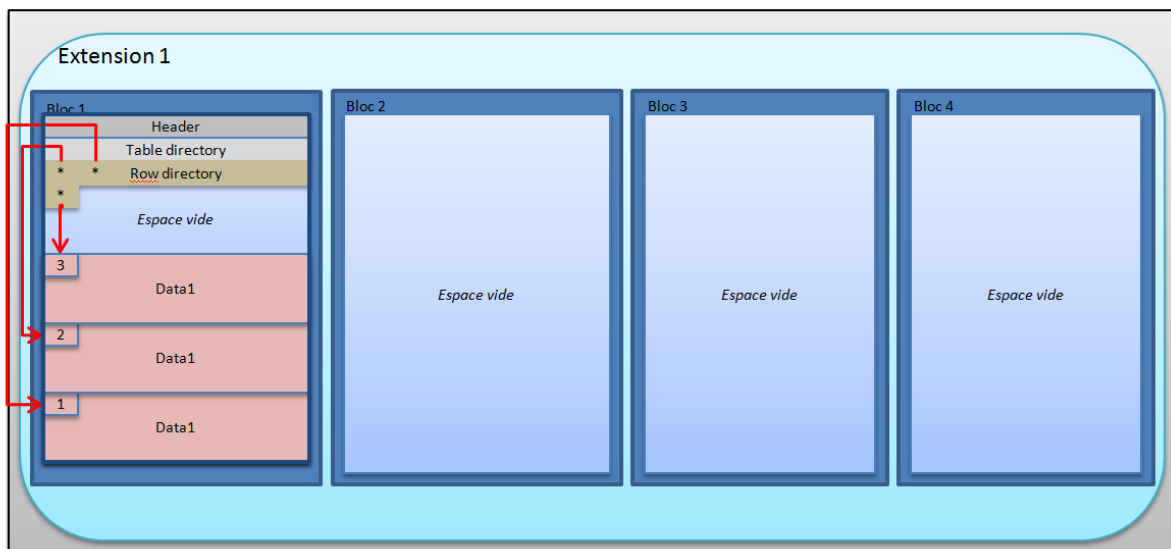 Extension 1
Bloc 1
Header
Table directory
* * Row directory
*
Espace vide
3
Data1
2
Data1
1
Data1
Bloc 2
Espace vide
Bloc 3
Espace vide
Bloc 4
Espace vide